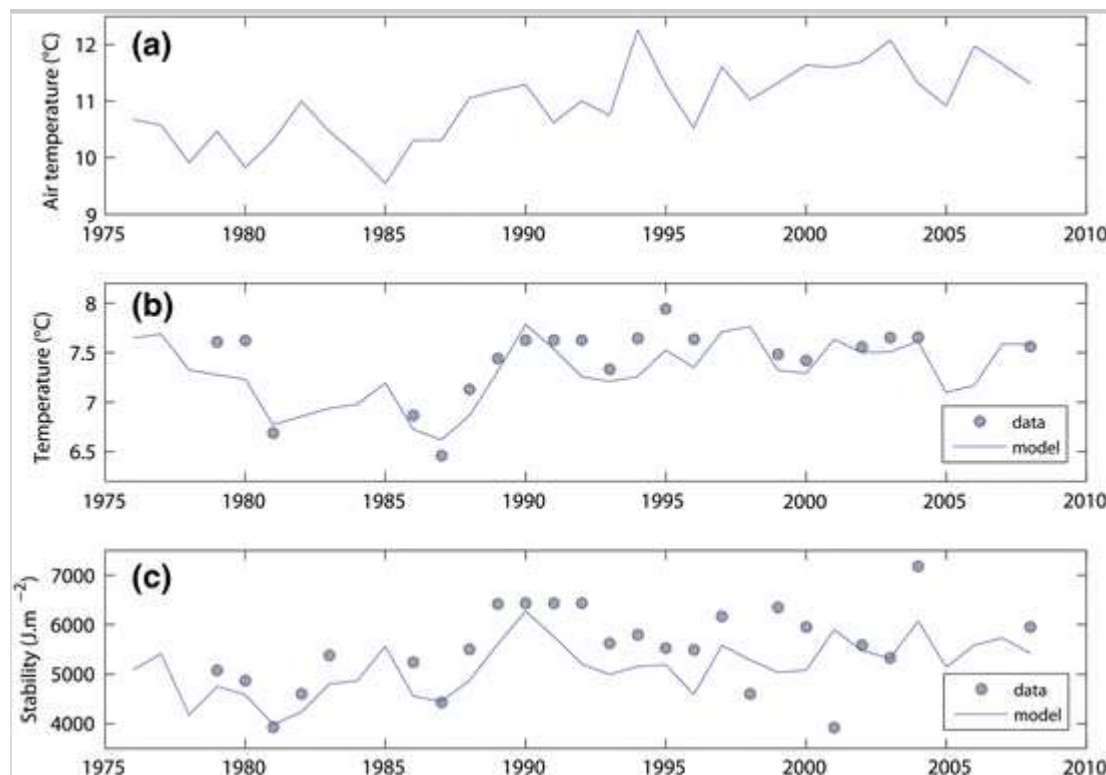 (a)
Air temperature (°C)
12
11
10
9
1975 1980 1985 1990 1995 2000 2005 2010
(b)
Temperature (°C)
8
7.5
7
6.5
data
model
1975 1980 1985 1990 1995 2000 2005 2010
(c)
Stability (J.m⁻²)
7000
6000
5000
4000
data
model
1975 1980 1985 1990 1995 2000 2005 2010